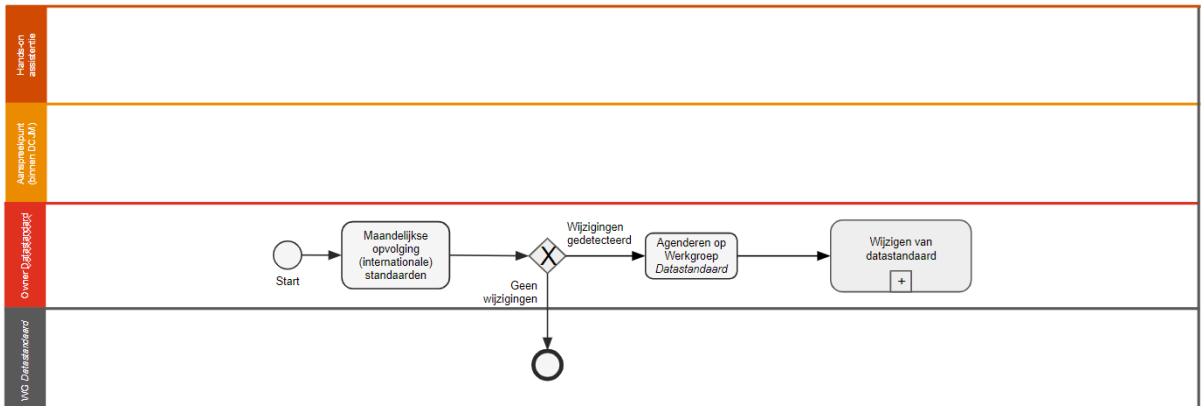 Hands-on
assistentie
Aanspreekpunt
(binnen DCJM)
Owner Datastandard
WG Datastandaard
Start
Maandelijkse
opvolging
(internationale)
standaarden
X
Wijzigingen
gedetecteerd
Geen
wijzigingen
Agenderen op
Werkgroep
Datastandaard
Wijzigen van
datastandaard
+